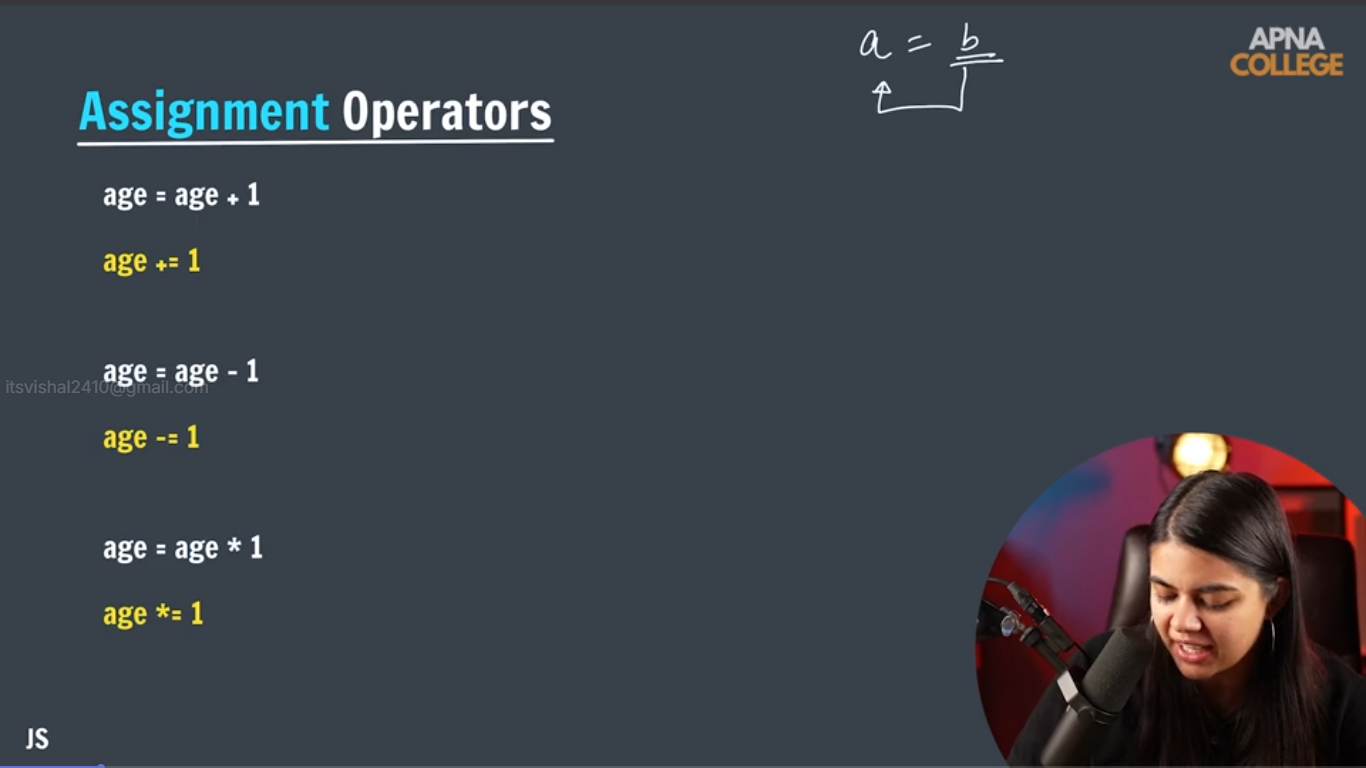 a = b
APNA
COLLEGE
Assignment Operators
age = age + 1
age += 1
age = age - 1
itsvishal2410@gmail.com
age -= 1
age = age * 1
age *= 1
JS